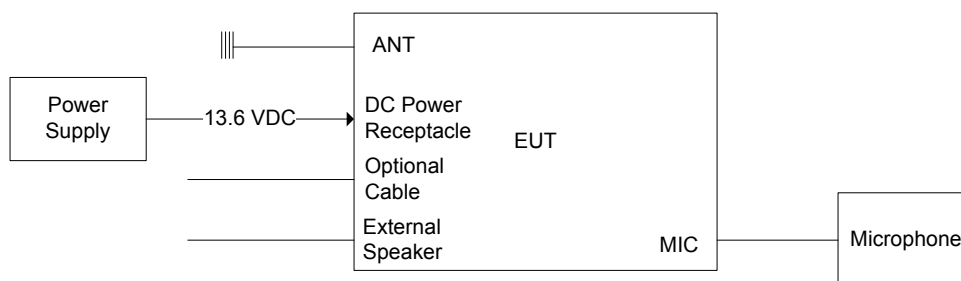 ANT
Power
Supply
13.6 VDC
DC Power
Receptacle
EUT
Optional
Cable
External
Speaker
MIC
Microphone